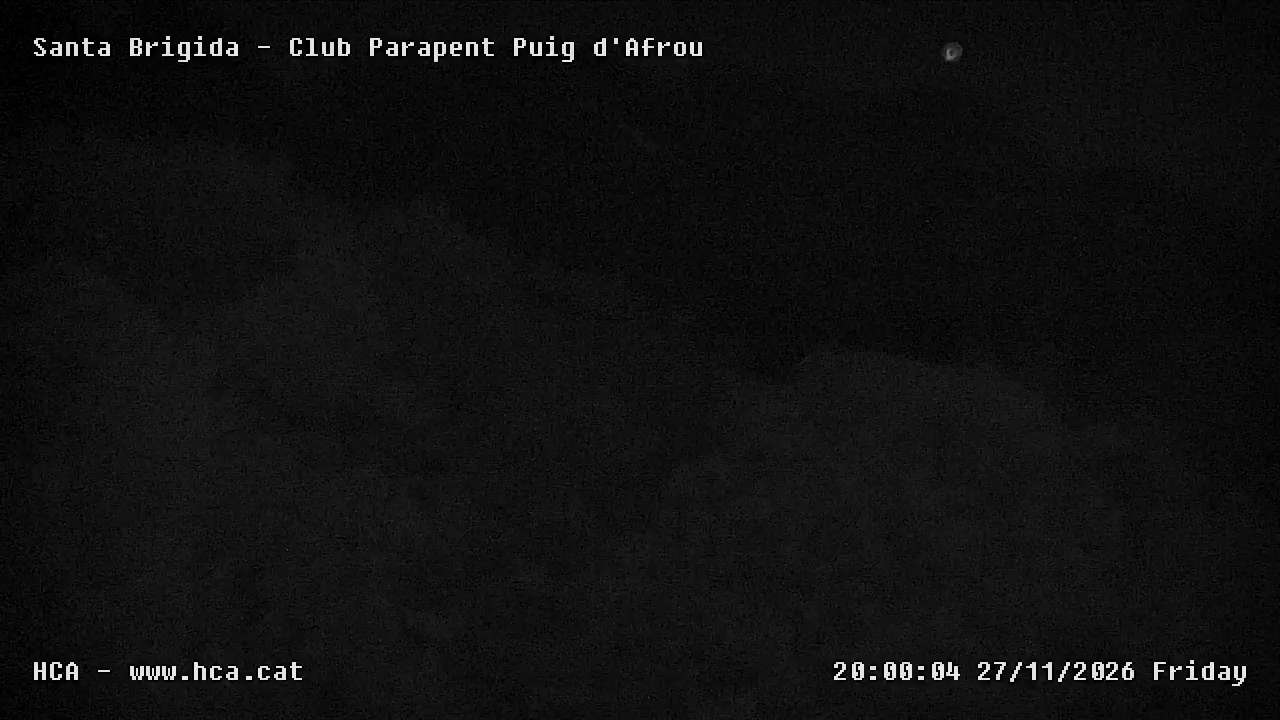 Santa Brigida - Club Parapent Puig d'Afrou
HCA - www.hca.cat
20:00:04 27/11/2026 Friday